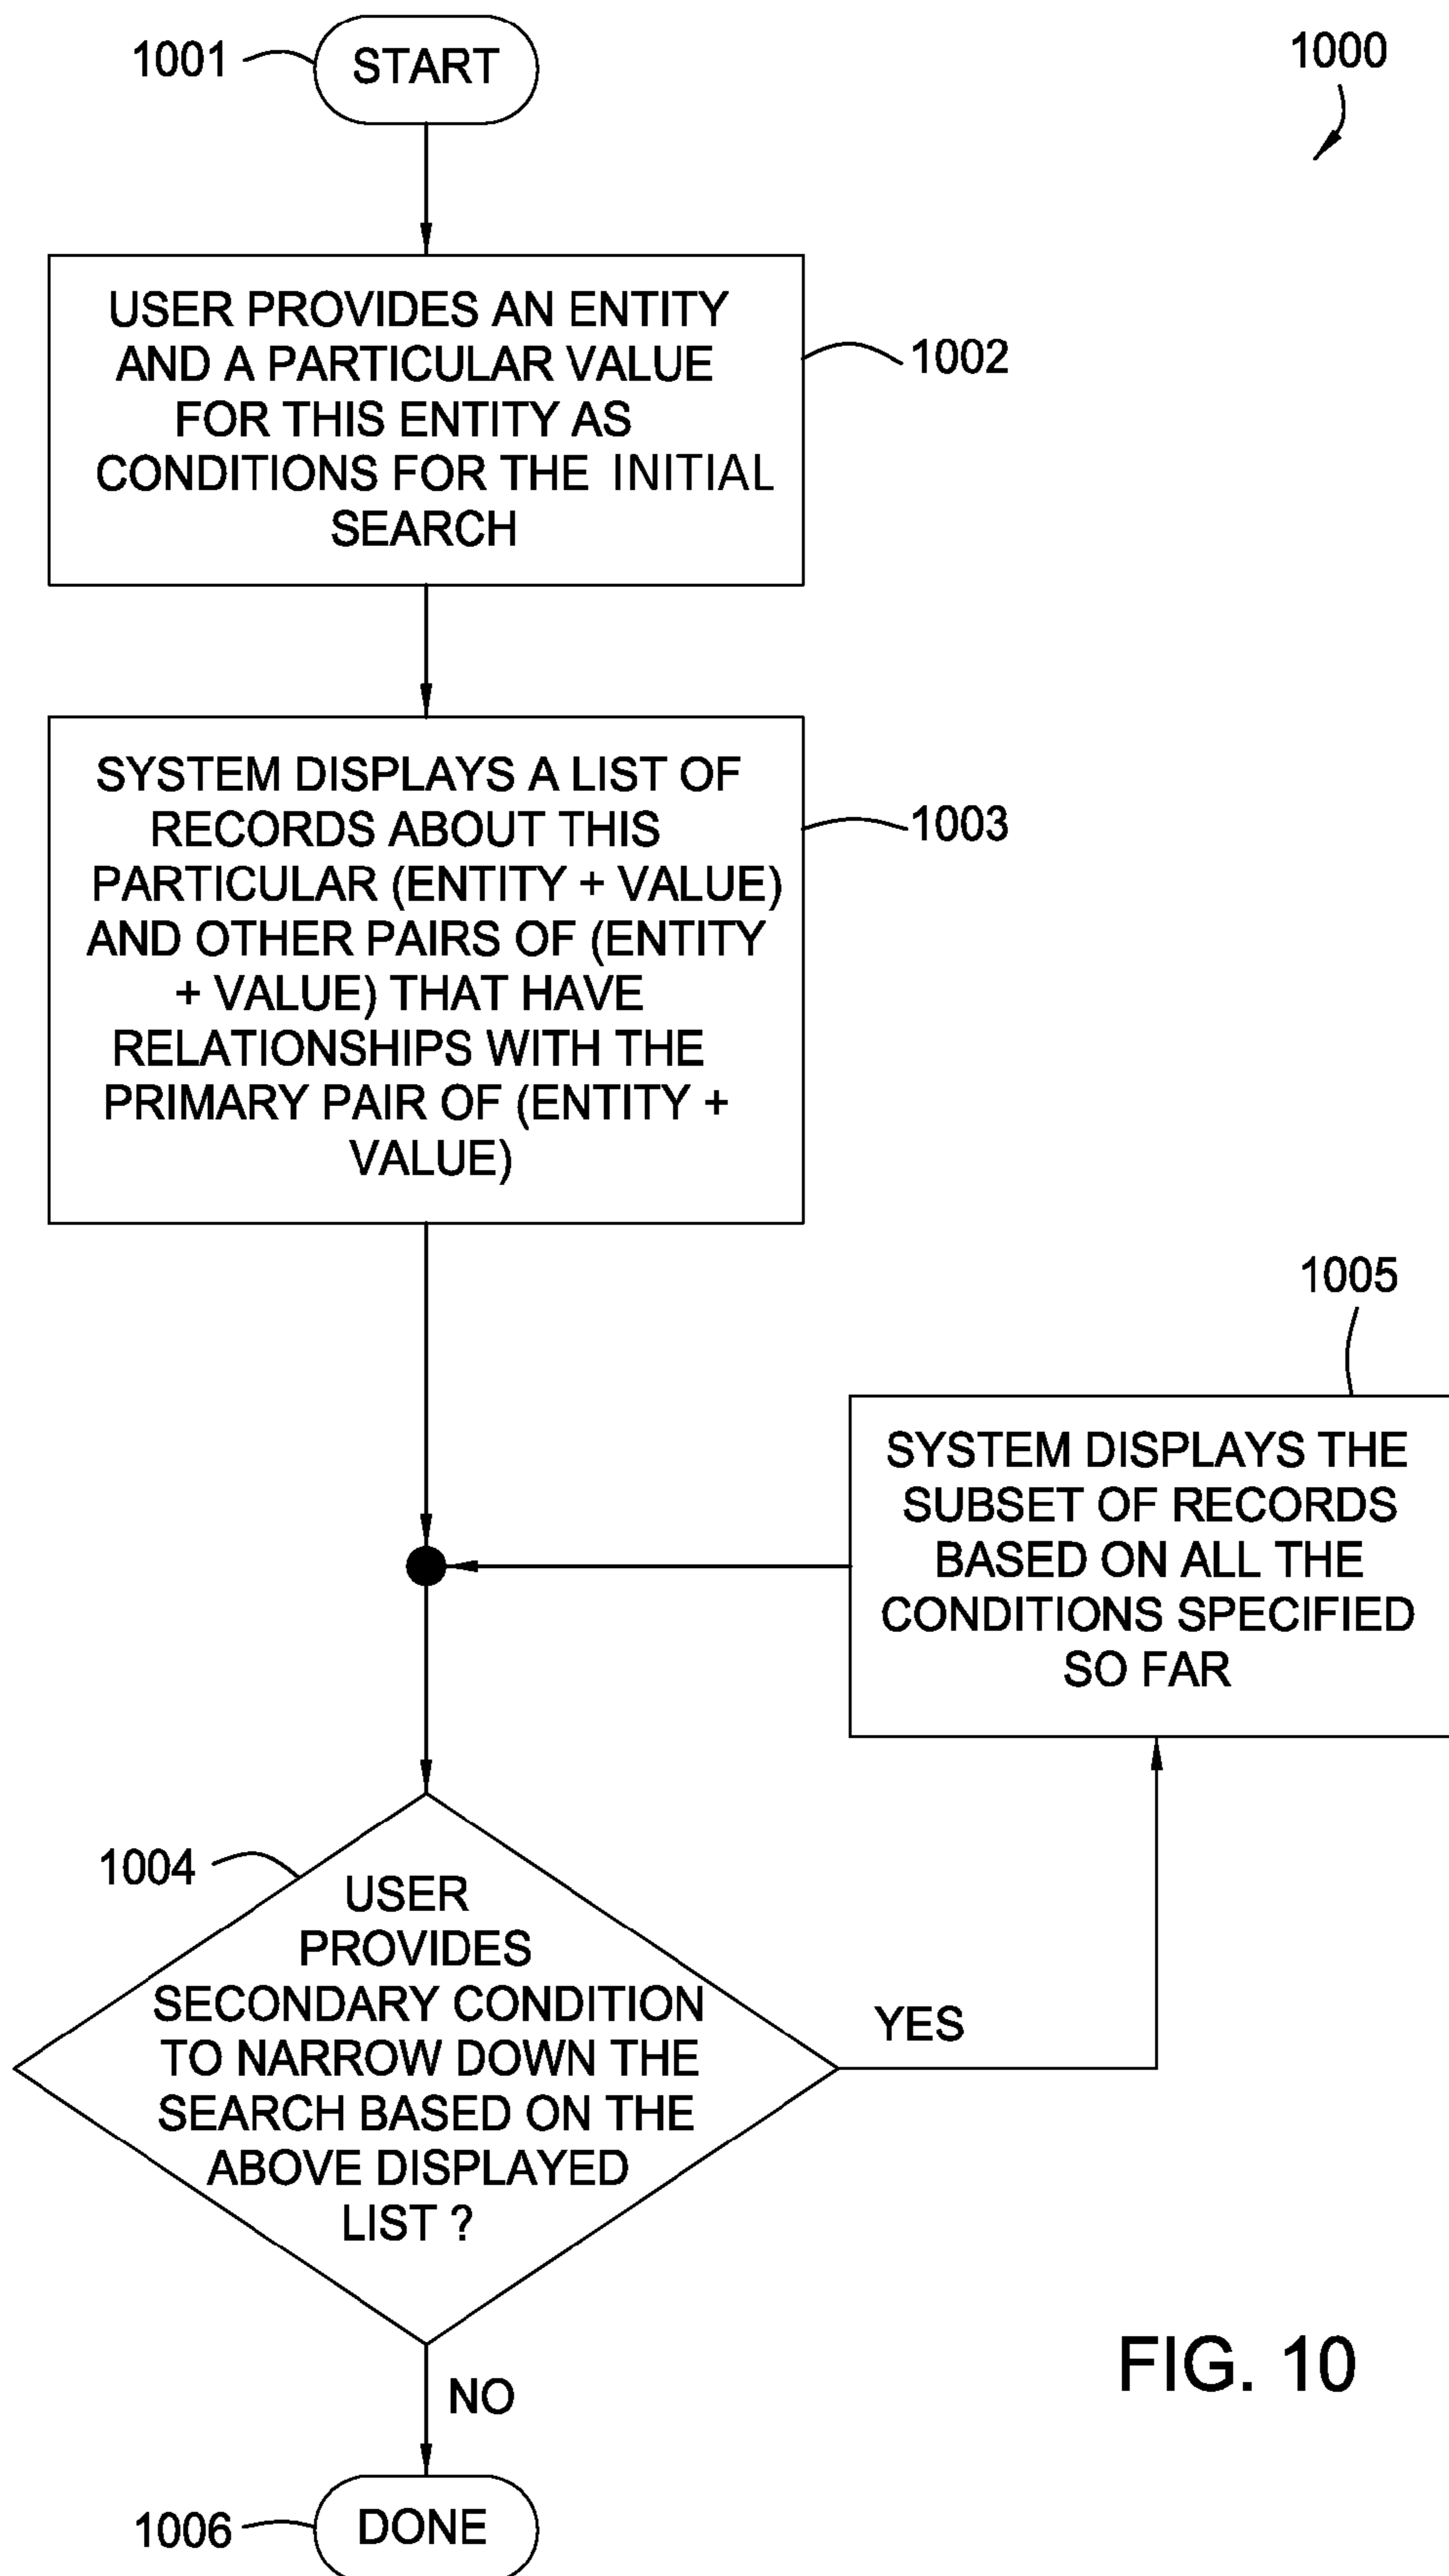 1001
START
1000
USER PROVIDES AN ENTITY
AND A PARTICULAR VALUE
FOR THIS ENTITY AS
CONDITIONS FOR THE INITIAL
SEARCH
1002
SYSTEM DISPLAYS A LIST OF
RECORDS ABOUT THIS
PARTICULAR (ENTITY + VALUE)
AND OTHER PAIRS OF (ENTITY
+ VALUE) THAT HAVE
RELATIONSHIPS WITH THE
PRIMARY PAIR OF (ENTITY +
VALUE)
1003
1005
SYSTEM DISPLAYS THE
SUBSET OF RECORDS
BASED ON ALL THE
CONDITIONS SPECIFIED
SO FAR
1004
USER
PROVIDES
SECONDARY CONDITION
TO NARROW DOWN THE
SEARCH BASED ON THE
ABOVE DISPLAYED
LIST ?
YES
NO
FIG. 10
1006
DONE